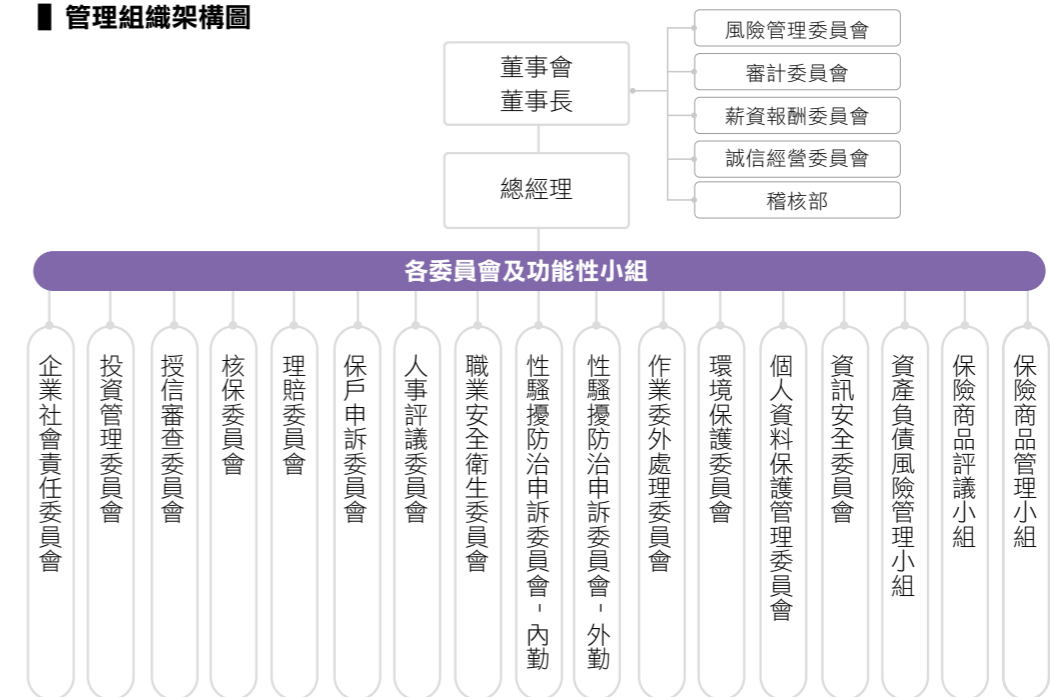 管理組織架構圖
董事會
董事長
風險管理委員會
審計委員會
薪資報酬委員會
誠信經營委員會
稽核部
總經理
各委員會及功能性小組
企業社會責任委員會
投資管理委員會
授信審查委員會
核保委員會
理賠委員會
保戶申訴委員會
人事評議委員會
職業安全衛生委員會
性騷擾防治申訴委員會-內勤
性騷擾防治申訴委員會-外勤
作業委外處理委員會
環境保護委員會
個人資料保護管理委員會
資訊安全委員會
資產負債風險管理小組
保險商品評議小組
保險商品管理小組